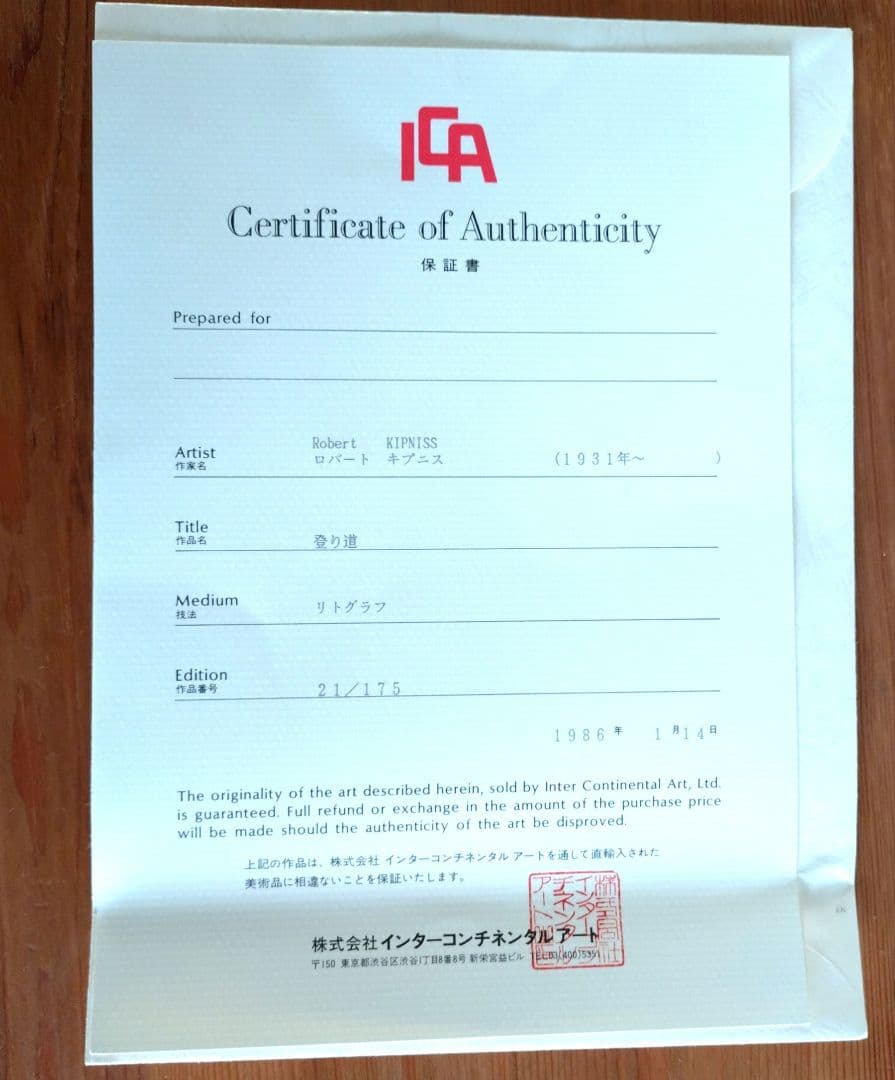 ICA
Certificate of Authenticity
保証書
Prepared for
Robert KIPNISS
Artist ロバート キプニス (1931年～ )
作家名
Title
作品名 登り道
Medium
技法 リトグラフ
Edition
作品番号 21／175
1986年 1月14日
The originality of the art described herein, sold by Inter Continental Art, Ltd.
is guaranteed. Full refund or exchange in the amount of the purchase price
will be made should the authenticity of the art be disproved.
上記の作品は、株式会社 インターコンチネンタル アートを通して直輸入された
美術品に相違ないことを保証いたします。
株式会社インターコンチネンタル アート
〒150 東京都渋谷区渋谷1丁目8番8号 新栄宮益ビル TEL03(400)5351